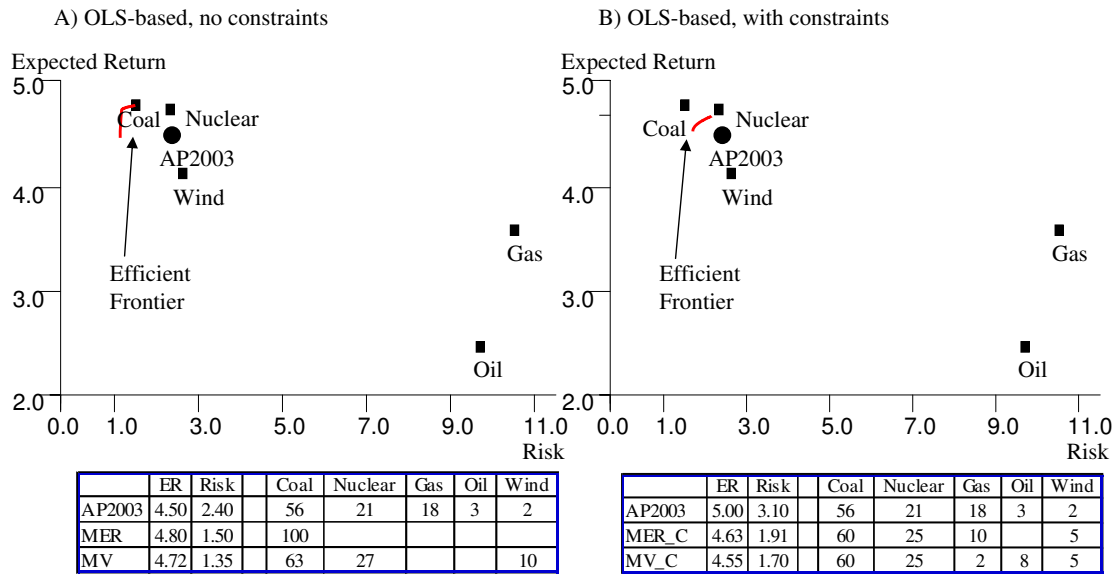 A) OLS-based, no constraints
Expected Return
5.0
4.0
3.0
2.0
Coal
Nuclear
AP2003
Wind
Gas
Efficient
Frontier
Oil
0.0 1.0 3.0 5.0 7.0 9.0 11.0
Risk
ER Risk Coal Nuclear Gas Oil Wind
AP2003 4.50 2.40 56 21 18 3 2
MER 4.80 1.50 100
MV 4.72 1.35 63 27 10
B) OLS-based, with constraints
Expected Return
5.0
4.0
3.0
2.0
Coal
Nuclear
AP2003
Wind
Gas
Efficient
Frontier
Oil
0.0 1.0 3.0 5.0 7.0 9.0 11.0
Risk
ER Risk Coal Nuclear Gas Oil Wind
AP2003 5.00 3.10 56 21 18 3 2
MER_C 4.63 1.91 60 25 10 5
MV_C 4.55 1.70 60 25 2 8 5